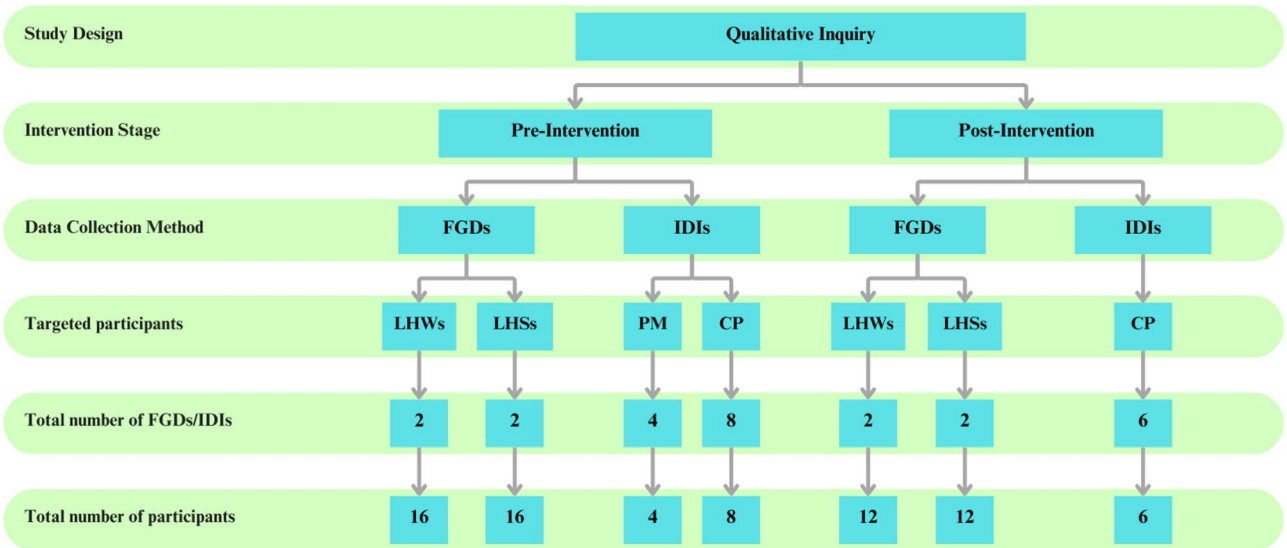 Study Design
Qualitative Inquiry
Intervention Stage
Pre-Intervention
Post-Intervention
Data Collection Method
FGDs
IDIs
FGDs
IDIs
Targeted participants
LHWs
LHSs
PM
CP
LHWs
LHSs
CP
Total number of FGDs/IDIs
2
2
4
8
2
2
6
Total number of participants
16
16
4
8
12
12
6